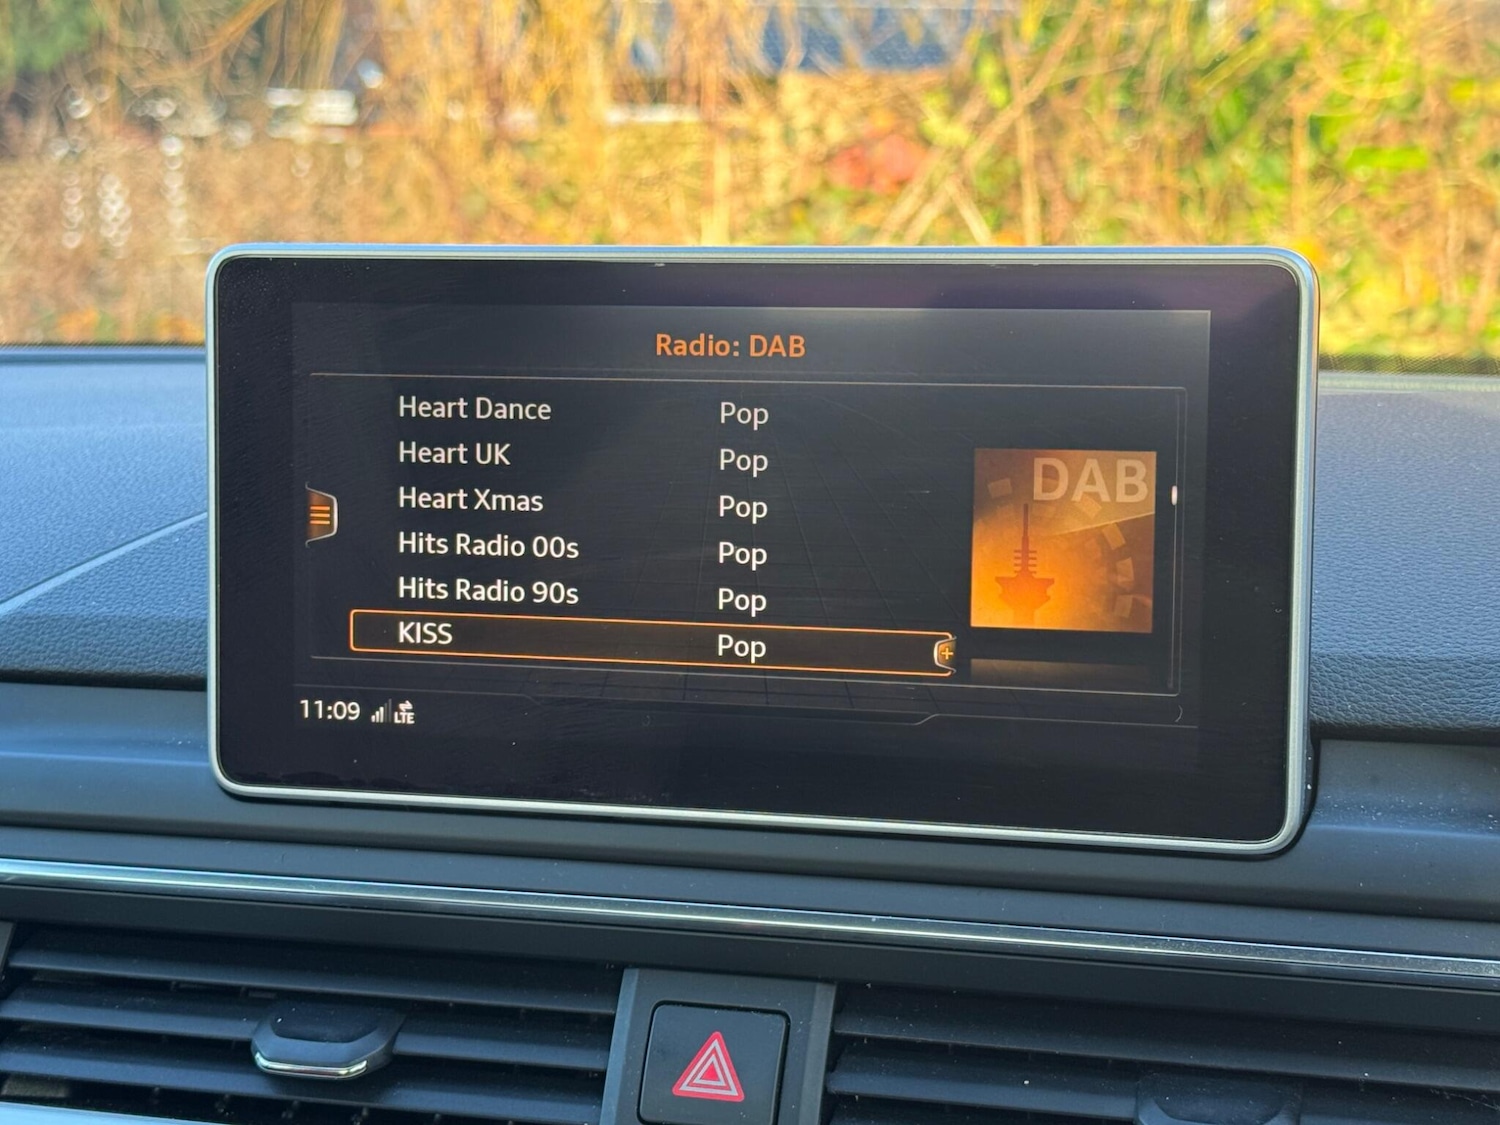 Radio: DAB
Heart Dance Pop
Heart UK Pop
Heart Xmas Pop
Hits Radio 00s Pop
Hits Radio 90s Pop
KISS Pop
DAB
11:09 LTE